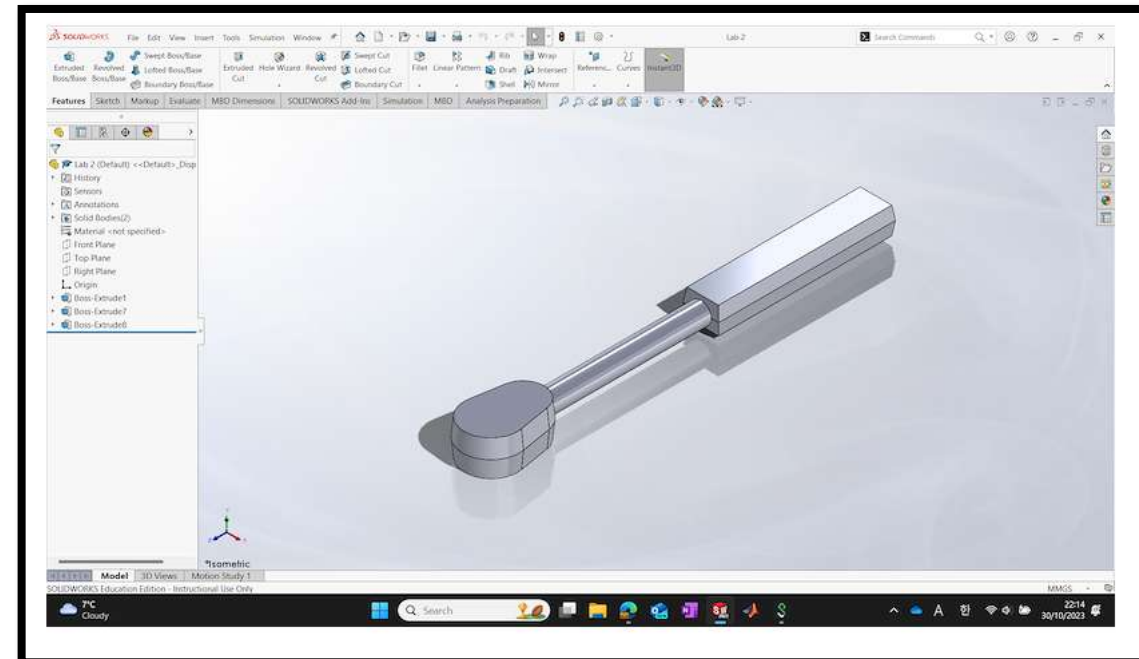 SOLIDWORKS File Edit View Insert Tools Simulation Window Lab-2 Search Commands
Extruded Boss/Base Revolved Boss/Base Swept Boss/Base Lofted Boss/Base Boundary Boss/Base Extruded Cut Hole Wizard Revolved Cut Swept Cut Lofted Cut Boundary Cut Fillet Linear Pattern Rib Draft Shell Wrap Intersect Mirror Referenc... Curves Instant3D
Features Sketch Markup Evaluate MBD Dimensions SOLIDWORKS Add-Ins Simulation MBD Analysis Preparation
Lab 2 (Default) <<Default>_Disp
History
Sensors
Annotations
Solid Bodies(2)
Material <not specified>
Front Plane
Top Plane
Right Plane
Origin
Boss-Extrude1
Boss-Extrude7
Boss-Extrude8
*Isometric
Model 3D Views Motion Study 1
SOLIDWORKS Education Edition - Instructional Use Only MMGS
7°C
Cloudy
Search
A 한
22:14
30/10/2023